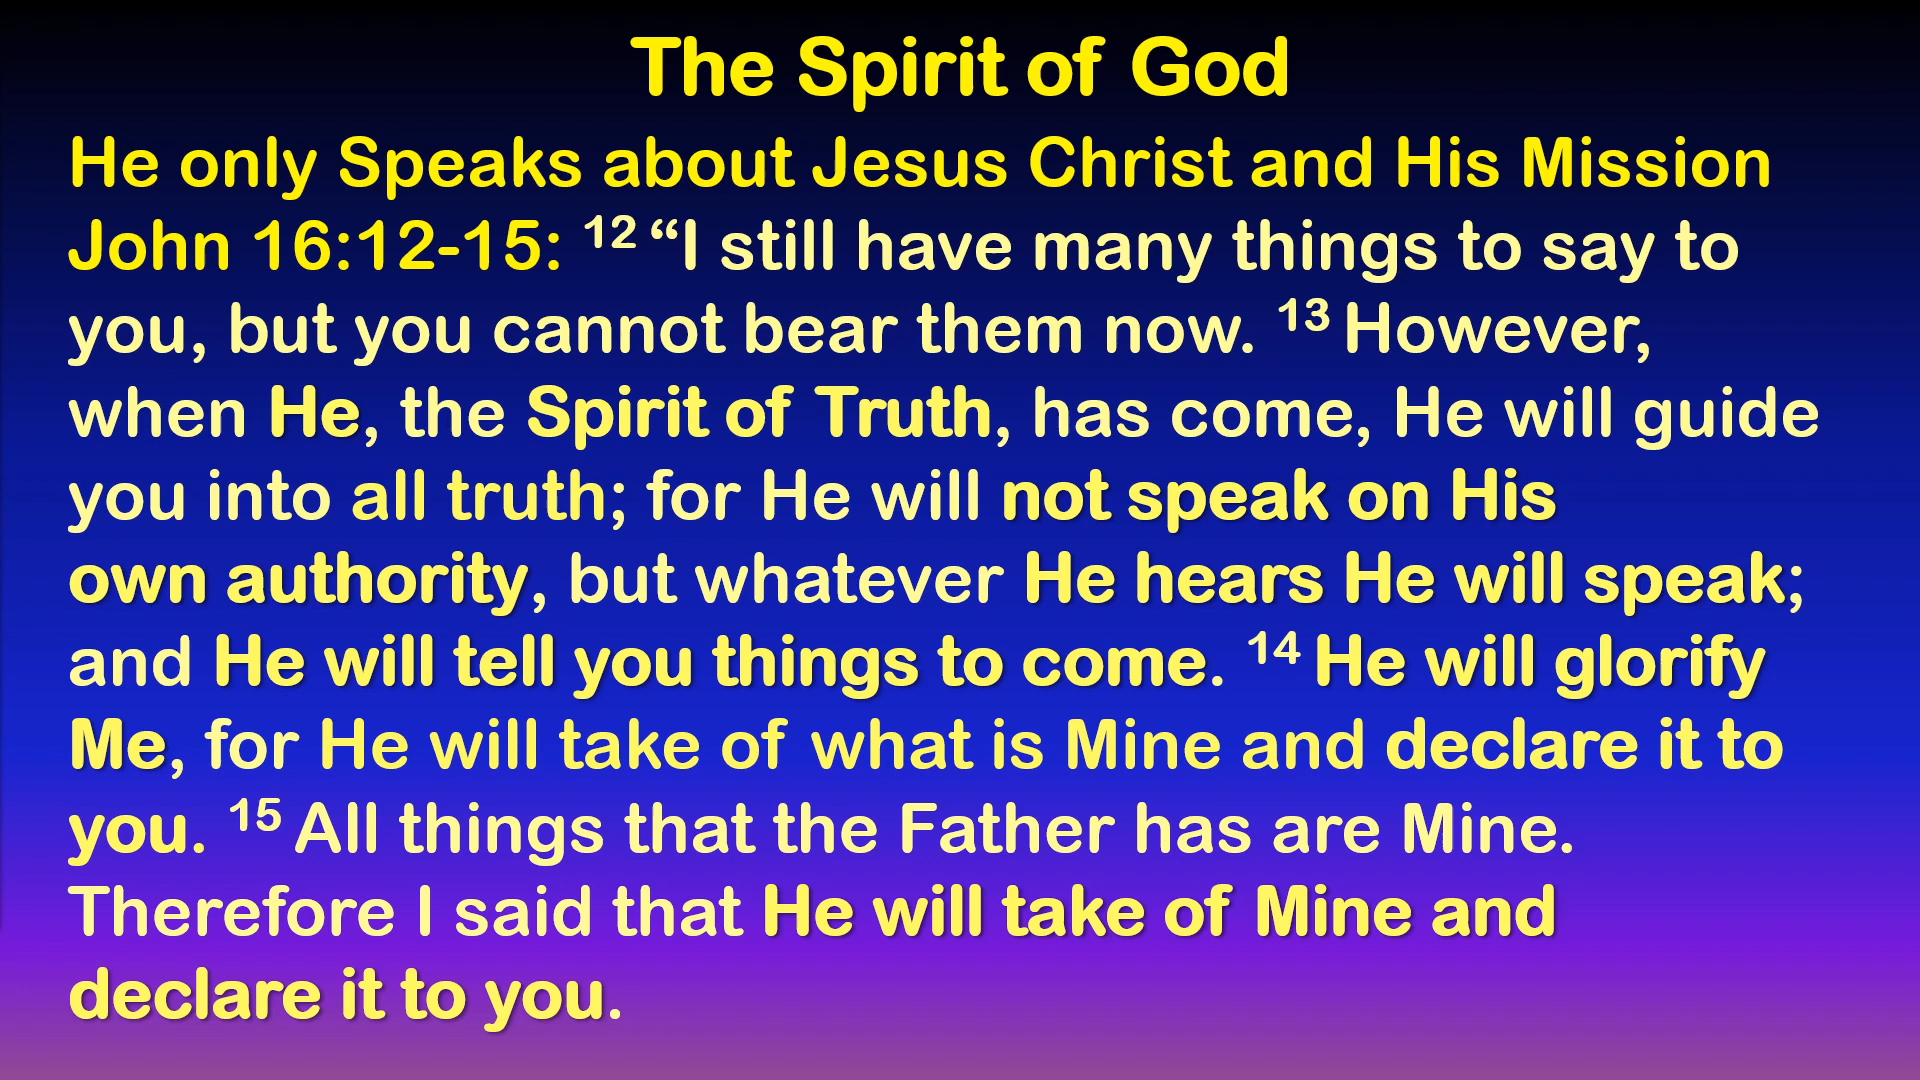 The Spirit of God
He only Speaks about Jesus Christ and His Mission
John 16:12-15: 12 “I still have many things to say to
you, but you cannot bear them now. 13 However,
when He, the Spirit of Truth, has come, He will guide
you into all truth; for He will not speak on His
own authority, but whatever He hears He will speak;
and He will tell you things to come. 14 He will glorify
Me, for He will take of what is Mine and declare it to
you. 15 All things that the Father has are Mine.
Therefore I said that He will take of Mine and
declare it to you.